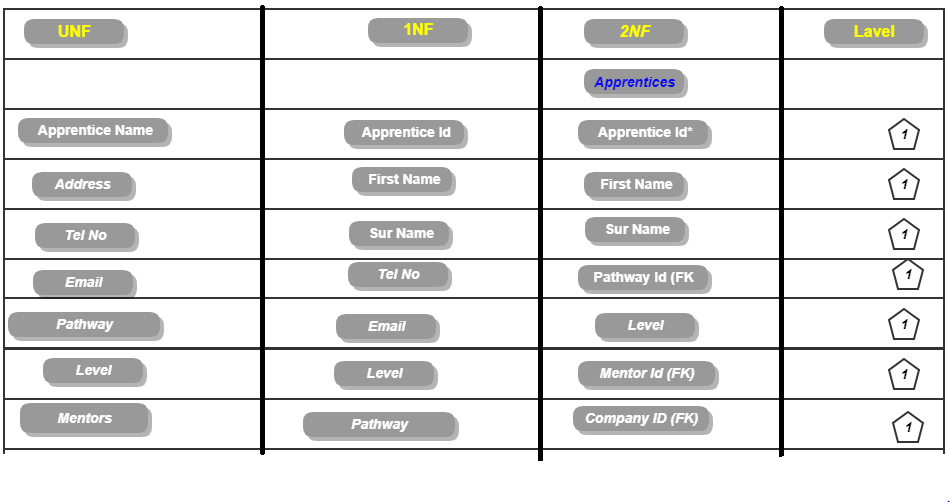 UNF 1NF 2NF Lavel
Apprentices
Apprentice Name Apprentice Id Apprentice Id* 1
Address First Name First Name 1
Tel No Sur Name Sur Name 1
Email Tel No Pathway Id (FK 1
Pathway Email Level 1
Level Level Mentor Id (FK) 1
Mentors Pathway Company ID (FK) 1